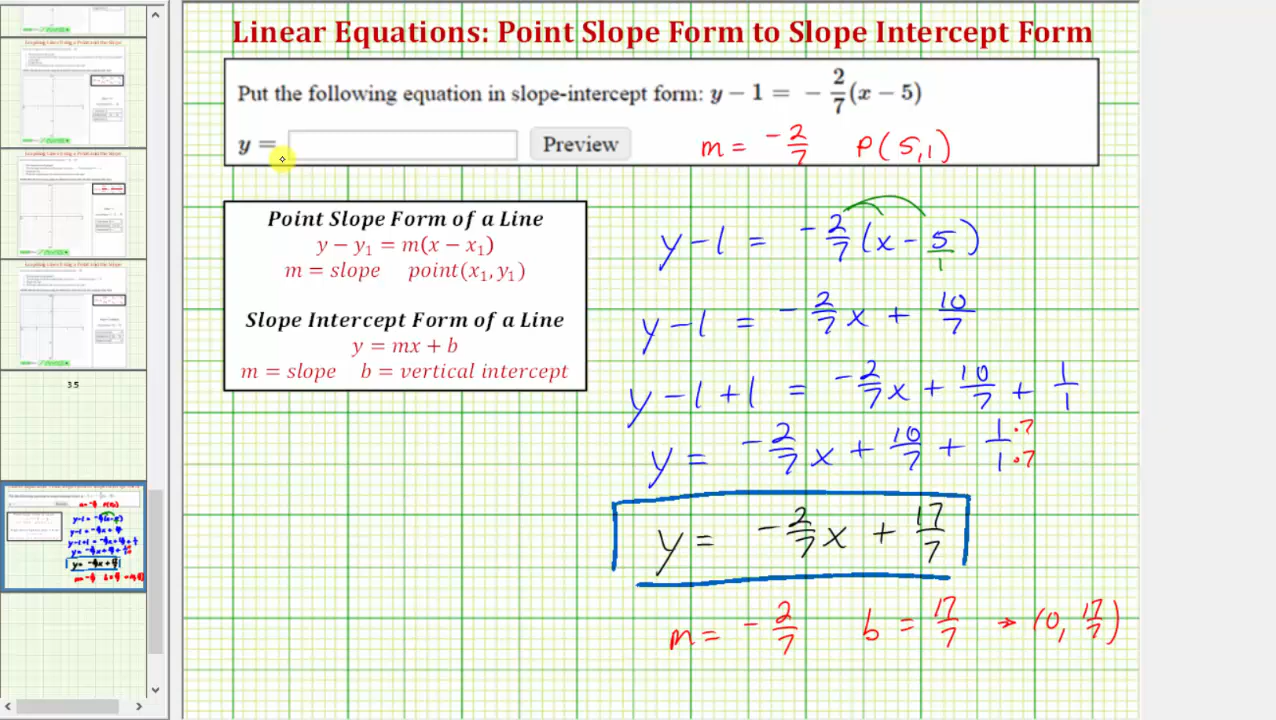 Linear Equations: Point Slope Form to Slope Intercept Form
Put the following equation in slope-intercept form: y − 1 = −2/7(x − 5)
y =
Preview
m = -2/7 P(5,1)
Point Slope Form of a Line
y − y₁ = m(x − x₁)
m = slope point(x₁, y₁)
Slope Intercept Form of a Line
y = mx + b
m = slope b = vertical intercept
y-1 = -2/7(x - 5/1)
y-1 = -2/7x + 10/7
y-1+1 = -2/7x + 10/7 + 1/1
y = -2/7x + 10/7 + 1/1 ·7/·7
y = -2/7x + 17/7
m = -2/7 b = 17/7 → (0, 17/7)
35